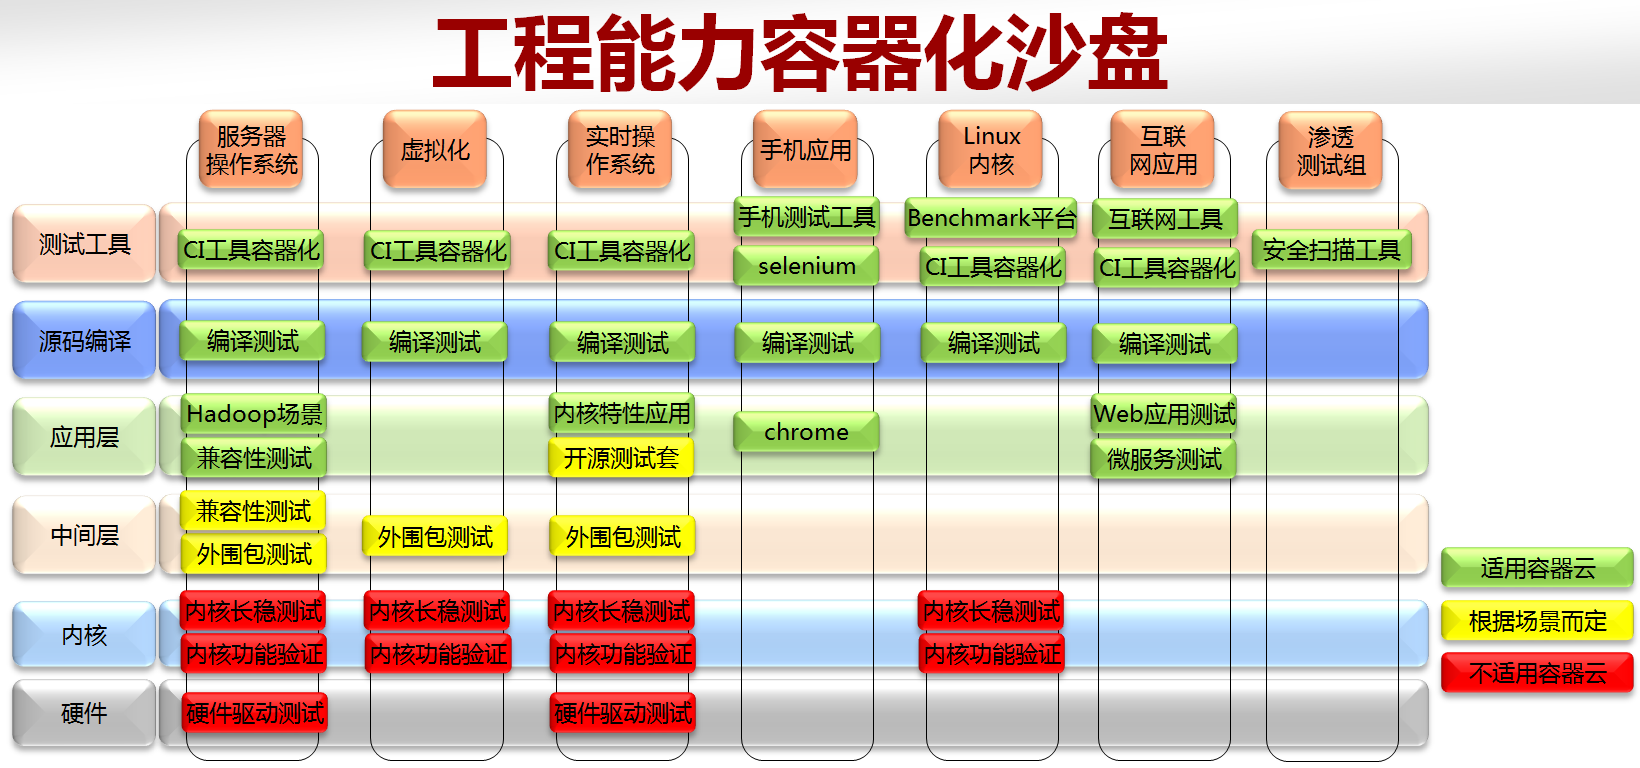 工程能力容器化沙盘
服务器
操作系统
虚拟化
实时操
作系统
手机应用
Linux
内核
互联
网应用
渗透
测试组
测试工具
CI工具容器化
CI工具容器化
CI工具容器化
手机测试工具
selenium
Benchmark平台
CI工具容器化
互联网工具
CI工具容器化
安全扫描工具
源码编译
编译测试
编译测试
编译测试
编译测试
编译测试
编译测试
应用层
Hadoop场景
兼容性测试
内核特性应用
开源测试套
chrome
Web应用测试
微服务测试
中间层
兼容性测试
外围包测试
外围包测试
外围包测试
内核
内核长稳测试
内核功能验证
内核长稳测试
内核功能验证
内核长稳测试
内核功能验证
内核长稳测试
内核功能验证
硬件
硬件驱动测试
硬件驱动测试
适用容器云
根据场景而定
不适用容器云